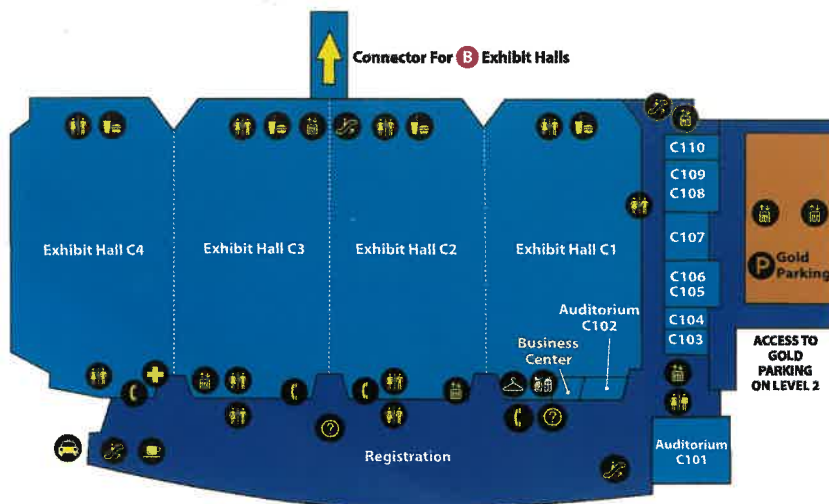 Connector For B Exhibit Halls
C110
C109
C108
C107
C106
C105
C104
C103
Exhibit Hall C4
Exhibit Hall C3
Exhibit Hall C2
Exhibit Hall C1
P Gold
Parking
Auditorium
C102
Business
Center
ACCESS TO
GOLD
PARKING
ON LEVEL 2
?
?
Registration
Auditorium
C101